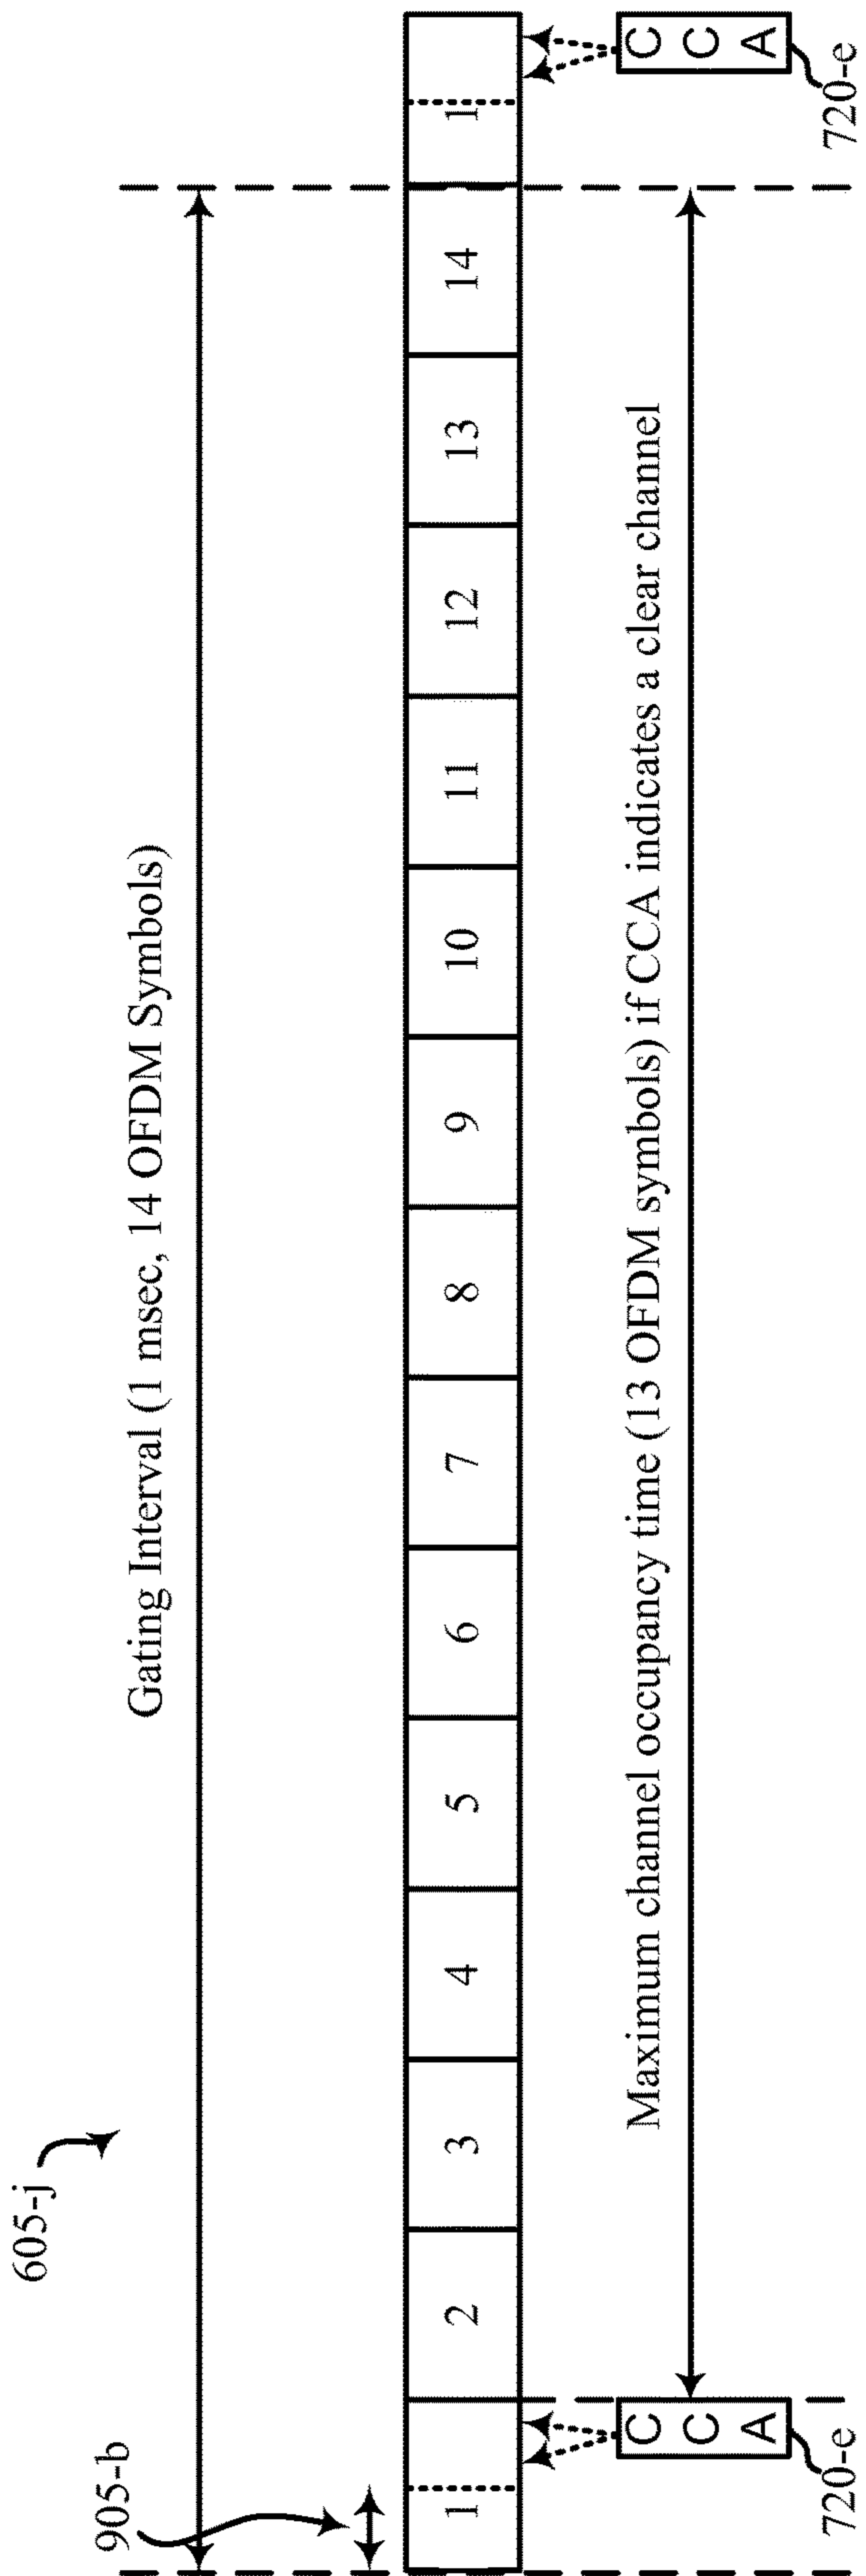 605-j
905-b
Gating Interval (1 msec, 14 OFDM Symbols)
1 2 3 4 5 6 7 8 9 10 11 12 13 14 1
Maximum channel occupancy time (13 OFDM symbols) if CCA indicates a clear channel
CCA
CCA
720-e
720-e